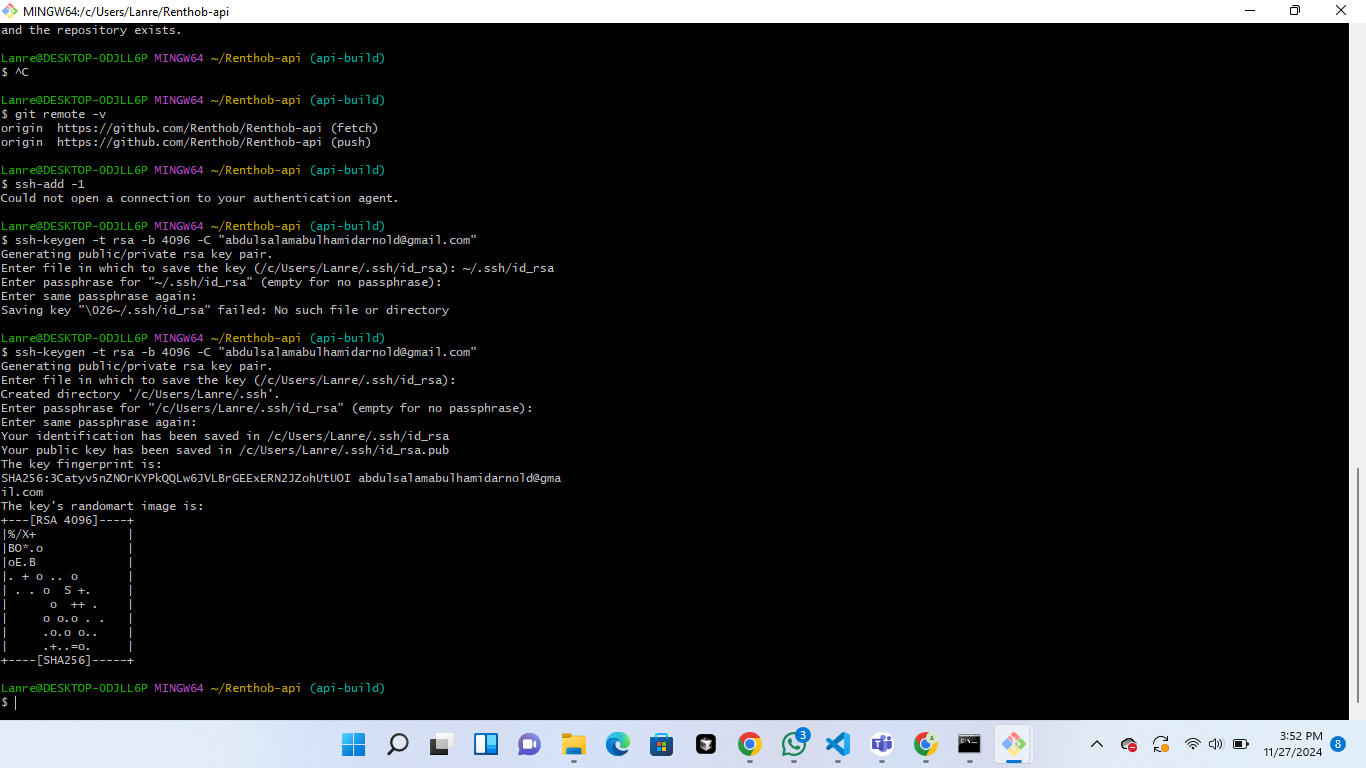 MINGW64:/c/Users/Lanre/Renthob-api
and the repository exists.
Lanre@DESKTOP-ODJLL6P MINGW64 ~/Renthob-api (api-build)
$ ^C
Lanre@DESKTOP-ODJLL6P MINGW64 ~/Renthob-api (api-build)
$ git remote -v
origin  https://github.com/Renthob/Renthob-api (fetch)
origin  https://github.com/Renthob/Renthob-api (push)
Lanre@DESKTOP-ODJLL6P MINGW64 ~/Renthob-api (api-build)
$ ssh-add -1
Could not open a connection to your authentication agent.
Lanre@DESKTOP-ODJLL6P MINGW64 ~/Renthob-api (api-build)
$ ssh-keygen -t rsa -b 4096 -C "abdulsalamabulhamidarnold@gmail.com"
Generating public/private rsa key pair.
Enter file in which to save the key (/c/Users/Lanre/.ssh/id_rsa): ~/.ssh/id_rsa
Enter passphrase for "~/.ssh/id_rsa" (empty for no passphrase):
Enter same passphrase again:
Saving key "\026~/.ssh/id_rsa" failed: No such file or directory
Lanre@DESKTOP-ODJLL6P MINGW64 ~/Renthob-api (api-build)
$ ssh-keygen -t rsa -b 4096 -C "abdulsalamabulhamidarnold@gmail.com"
Generating public/private rsa key pair.
Enter file in which to save the key (/c/Users/Lanre/.ssh/id_rsa):
Created directory '/c/Users/Lanre/.ssh'.
Enter passphrase for "/c/Users/Lanre/.ssh/id_rsa" (empty for no passphrase):
Enter same passphrase again:
Your identification has been saved in /c/Users/Lanre/.ssh/id_rsa
Your public key has been saved in /c/Users/Lanre/.ssh/id_rsa.pub
The key fingerprint is:
SHA256:3Catyv5nZNOrKYPkQQLw6JVLBrGEExERN2JZohUtUOI abdulsalamabulhamidarnold@gma
il.com
The key's randomart image is:
+---[RSA 4096]----+
|%/X+             |
|BO*.o            |
|oE.B             |
|. + o .. o       |
| . . o  S +.     |
|      o  ++ .    |
|     o o.o . .   |
|     .o.o o..    |
|     .+..=o.     |
+----[SHA256]-----+
Lanre@DESKTOP-ODJLL6P MINGW64 ~/Renthob-api (api-build)
$
3
3:52 PM
11/27/2024
8